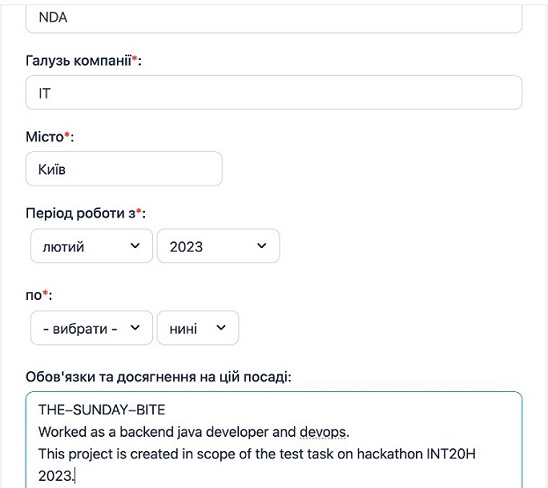 NDA
Галузь компанії*:
IT
Місто*:
Київ
Період роботи з*:
лютий
2023
по*:
- вибрати -
нині
Обов'язки та досягнення на цій посаді:
THE–SUNDAY–BITE
Worked as a backend java developer and devops.
This project is created in scope of the test task on hackathon INT20H
2023.